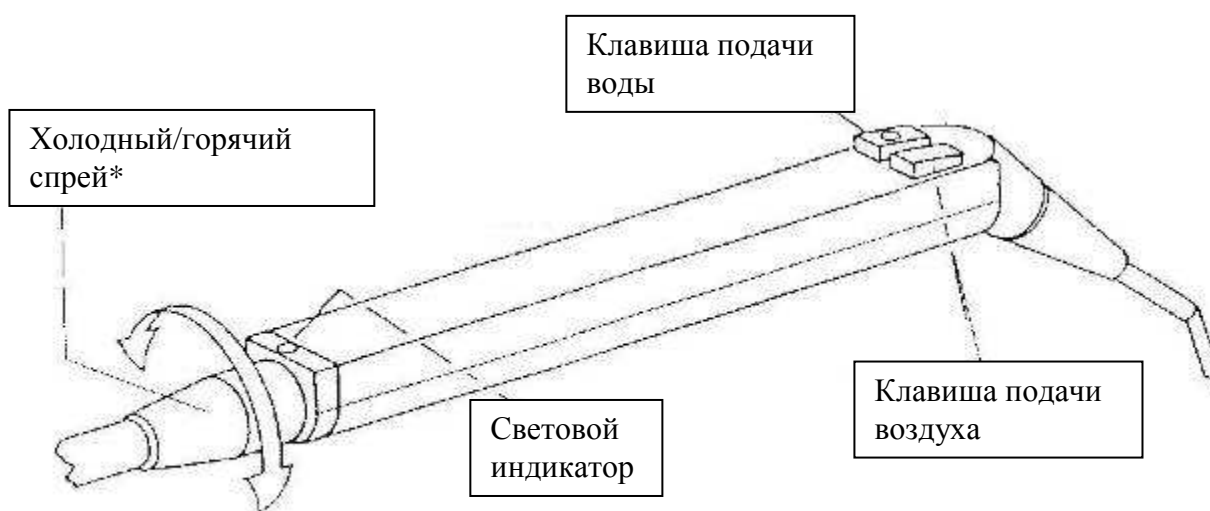 Клавиша подачи
воды
Холодный/горячий
спрей*
Клавиша подачи
воздуха
Световой
индикатор